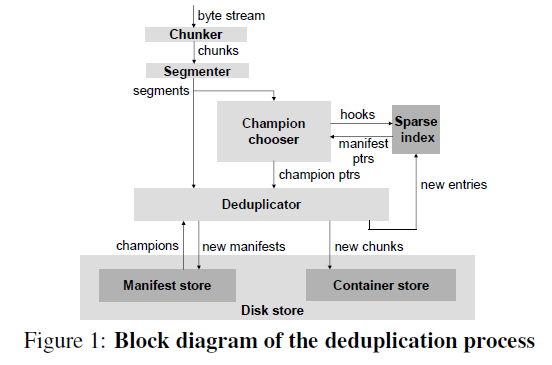 byte stream
Chunker
chunks
Segmenter
segments
Champion
chooser
hooks
Sparse
index
manifest
ptrs
champion ptrs
new entries
Deduplicator
champions
new manifests
new chunks
Manifest store
Container store
Disk store
Figure 1: Block diagram of the deduplication process